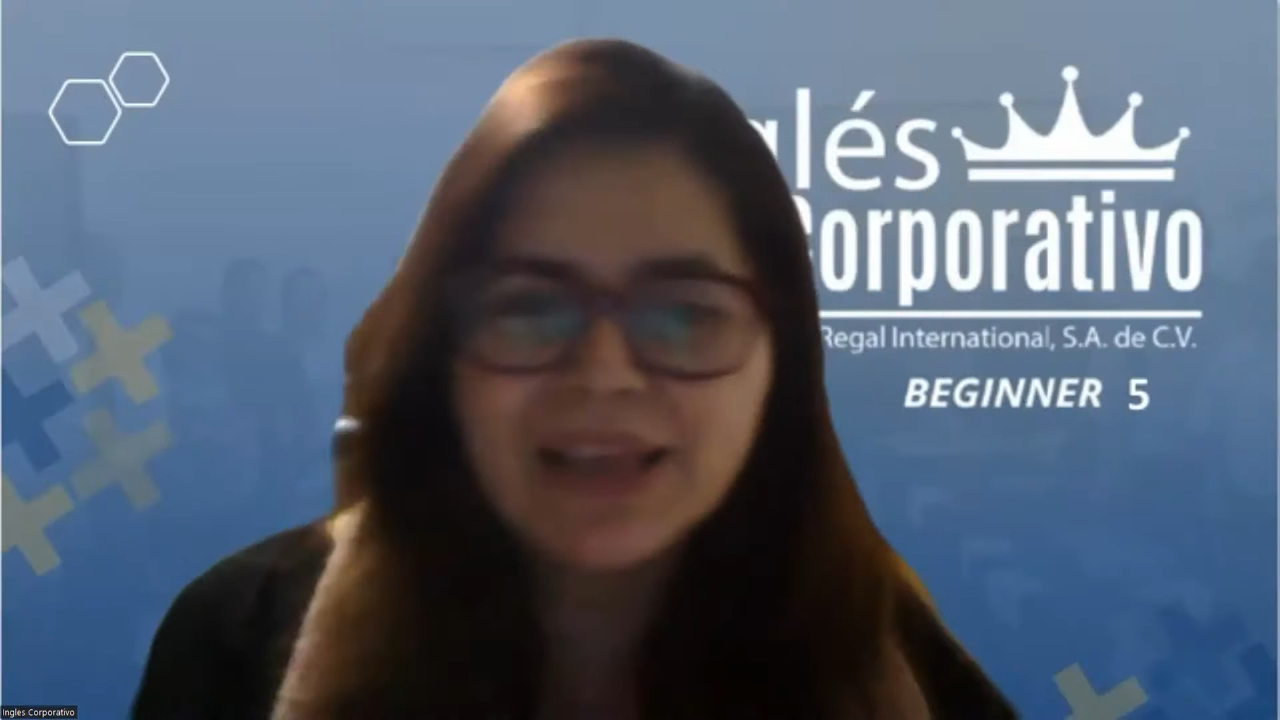 glés
Corporativo
Regal International, S.A. de C.V.
BEGINNER 5
Ingles Corporativo